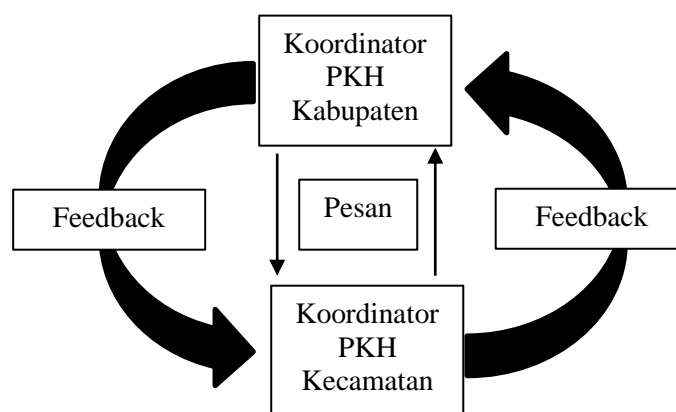 Koordinator
PKH
Kabupaten
Feedback
Pesan
Feedback
Koordinator
PKH
Kecamatan